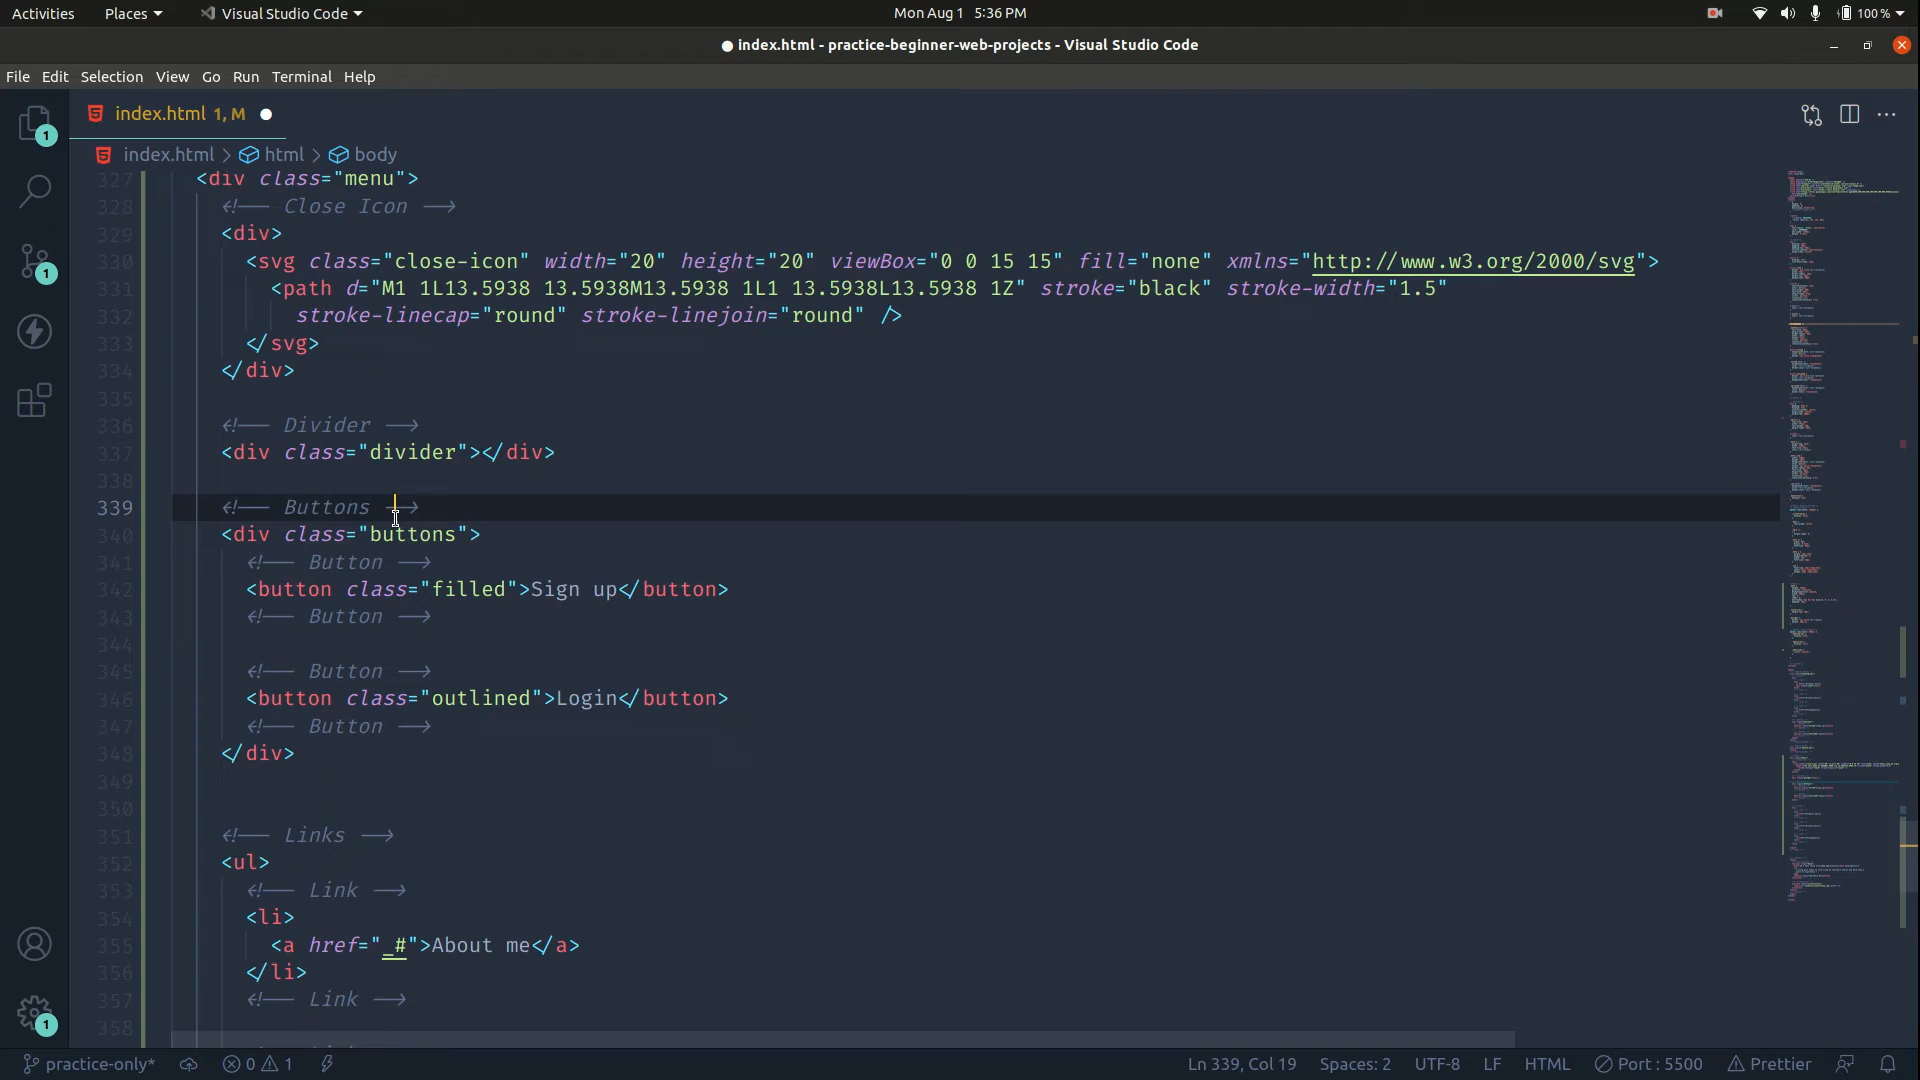 Activities Places Visual Studio Code Mon Aug 1 5:36 PM 100 %
index.html - practice-beginner-web-projects - Visual Studio Code
File Edit Selection View Go Run Terminal Help
index.html 1, M
index.html > html > body
327 <div class="menu">
328 <!-- Close Icon -->
329 <div>
330 <svg class="close-icon" width="20" height="20" viewBox="0 0 15 15" fill="none" xmlns="http://www.w3.org/2000/svg">
331 <path d="M1 1L13.5938 13.5938M13.5938 1L1 13.5938L13.5938 1Z" stroke="black" stroke-width="1.5"
332 stroke-linecap="round" stroke-linejoin="round" />
333 </svg>
334 </div>
335
336 <!-- Divider -->
337 <div class="divider"></div>
338
339 <!-- Buttons -->
340 <div class="buttons">
341 <!-- Button -->
342 <button class="filled">Sign up</button>
343 <!-- Button -->
344
345 <!-- Button -->
346 <button class="outlined">Login</button>
347 <!-- Button -->
348 </div>
349
350
351 <!-- Links -->
352 <ul>
353 <!-- Link -->
354 <li>
355 <a href="_#">About me</a>
356 </li>
357 <!-- Link -->
358
1
1
1
practice-only* 0 1 Ln 339, Col 19 Spaces: 2 UTF-8 LF HTML Port : 5500 Prettier